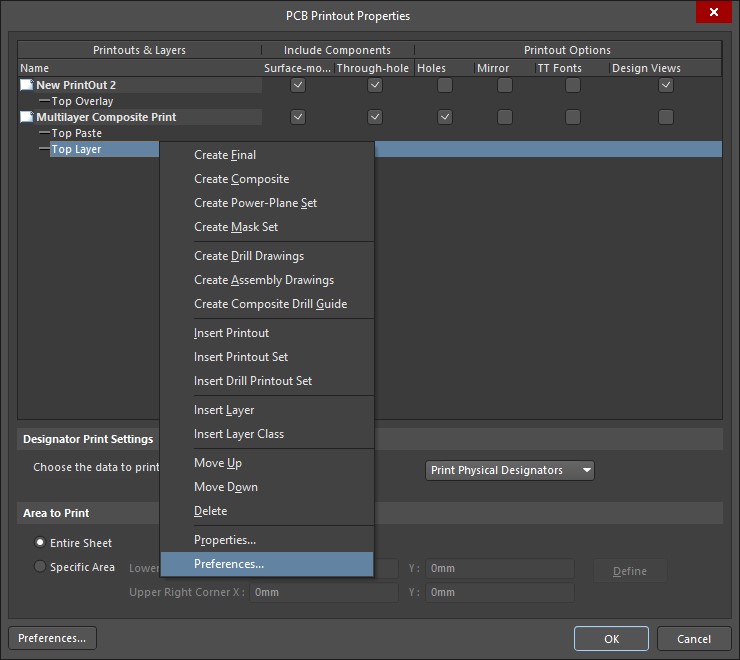 PCB Printout Properties
Printouts & Layers Include Components Printout Options
Name Surface-mo... Through-hole Holes Mirror TT Fonts Design Views
New PrintOut 2
Top Overlay
Multilayer Composite Print
Top Paste
Top Layer
Create Final
Create Composite
Create Power-Plane Set
Create Mask Set
Create Drill Drawings
Create Assembly Drawings
Create Composite Drill Guide
Insert Printout
Insert Printout Set
Insert Drill Printout Set
Insert Layer
Insert Layer Class
Move Up
Move Down
Delete
Properties...
Preferences...
Designator Print Settings
Choose the data to print
Print Physical Designators
Area to Print
Entire Sheet
Specific Area Lower Y : 0mm Define
Upper Right Corner X : 0mm Y : 0mm
Preferences... OK Cancel